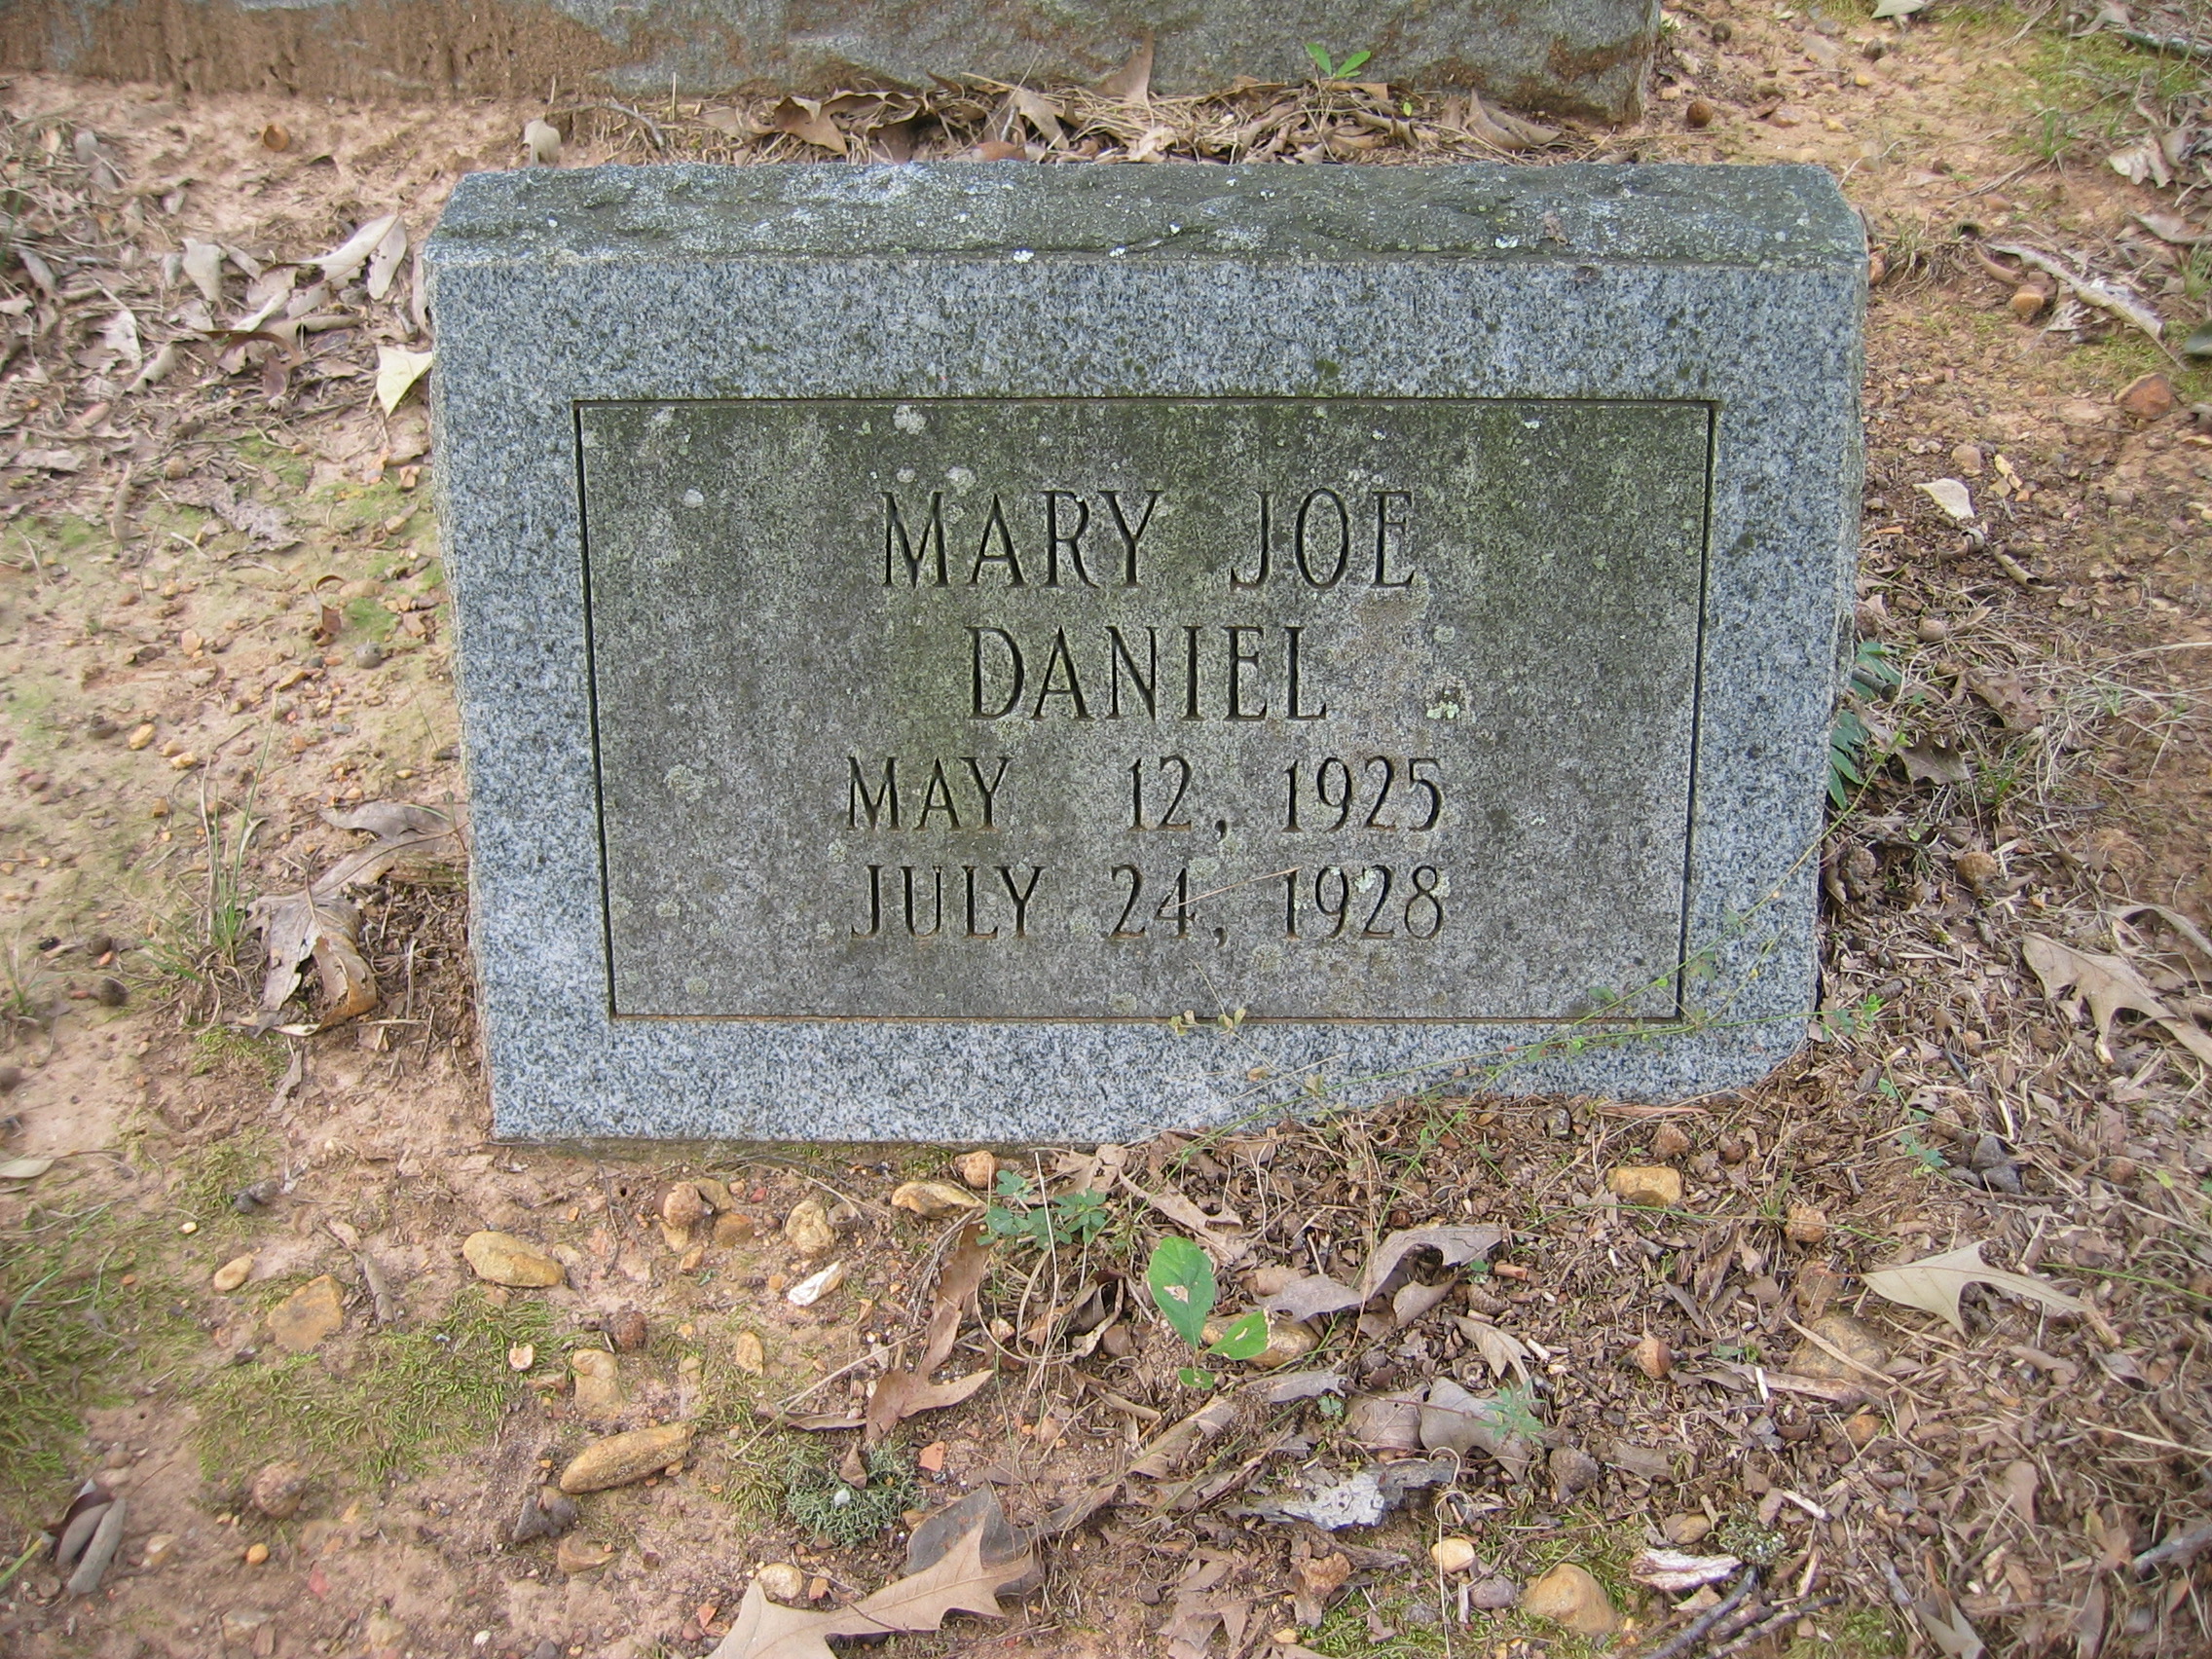 MARY JOE
DANIEL
MAY 12, 1925
JULY 24, 1928